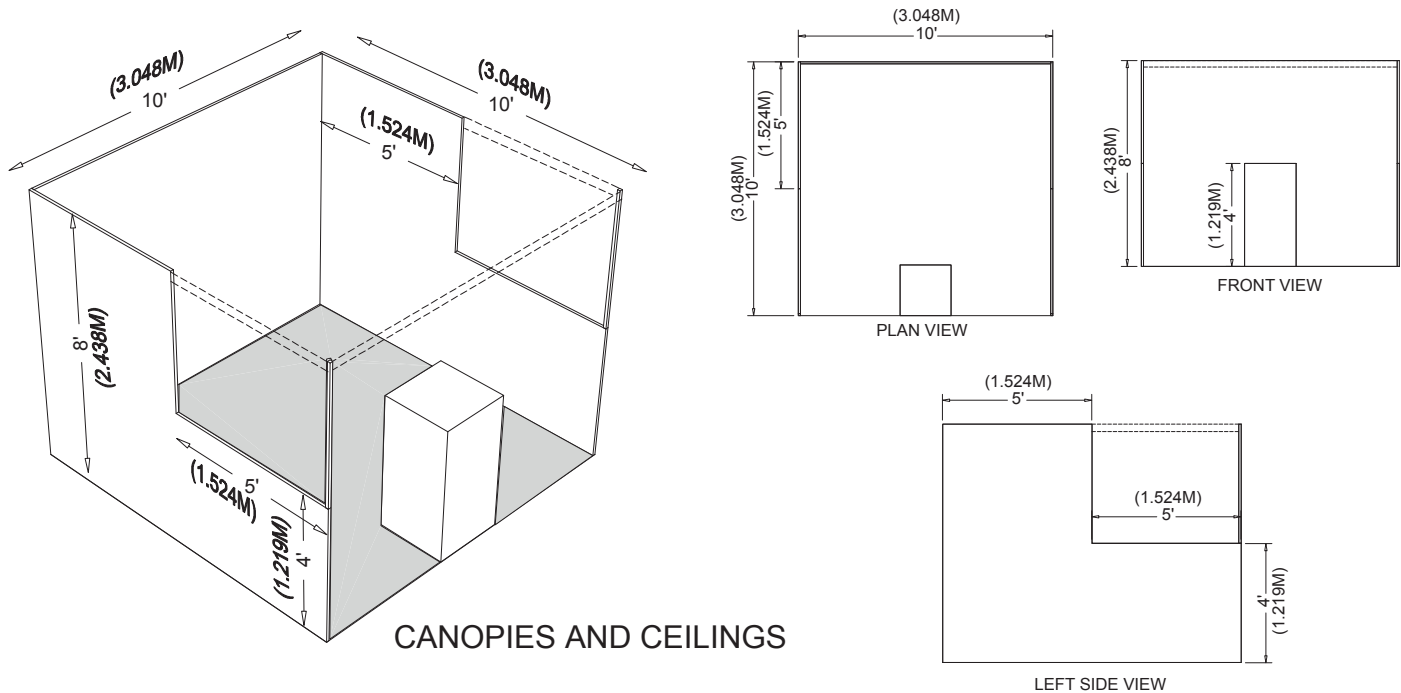 (3.048M)
10'
(3.048M)
10'
(1.524M)
5'
8'
(2.438M)
5'
(1.524M)
(1.219M)
4'
CANOPIES AND CEILINGS
(3.048M)
10'
(1.524M)
5'
(3.048M)
10'
PLAN VIEW
(2.438M)
8'
(1.219M)
4'
FRONT VIEW
(1.524M)
5'
(1.524M)
5'
4'
(1.219M)
LEFT SIDE VIEW